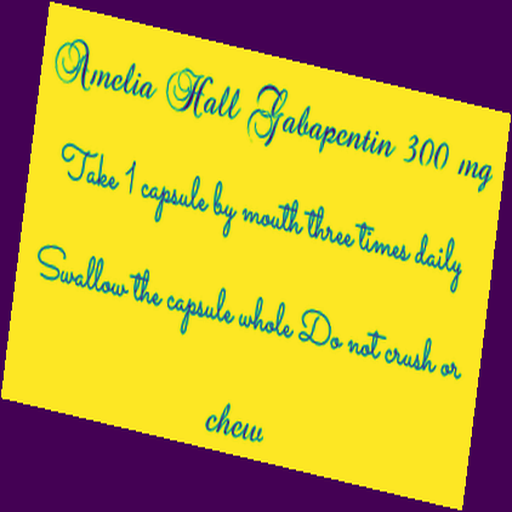 Amelia Hall Gabapentin 300 mg
Take 1 capsule by mouth three times daily
Swallow the capsule whole Do not crush or
chew